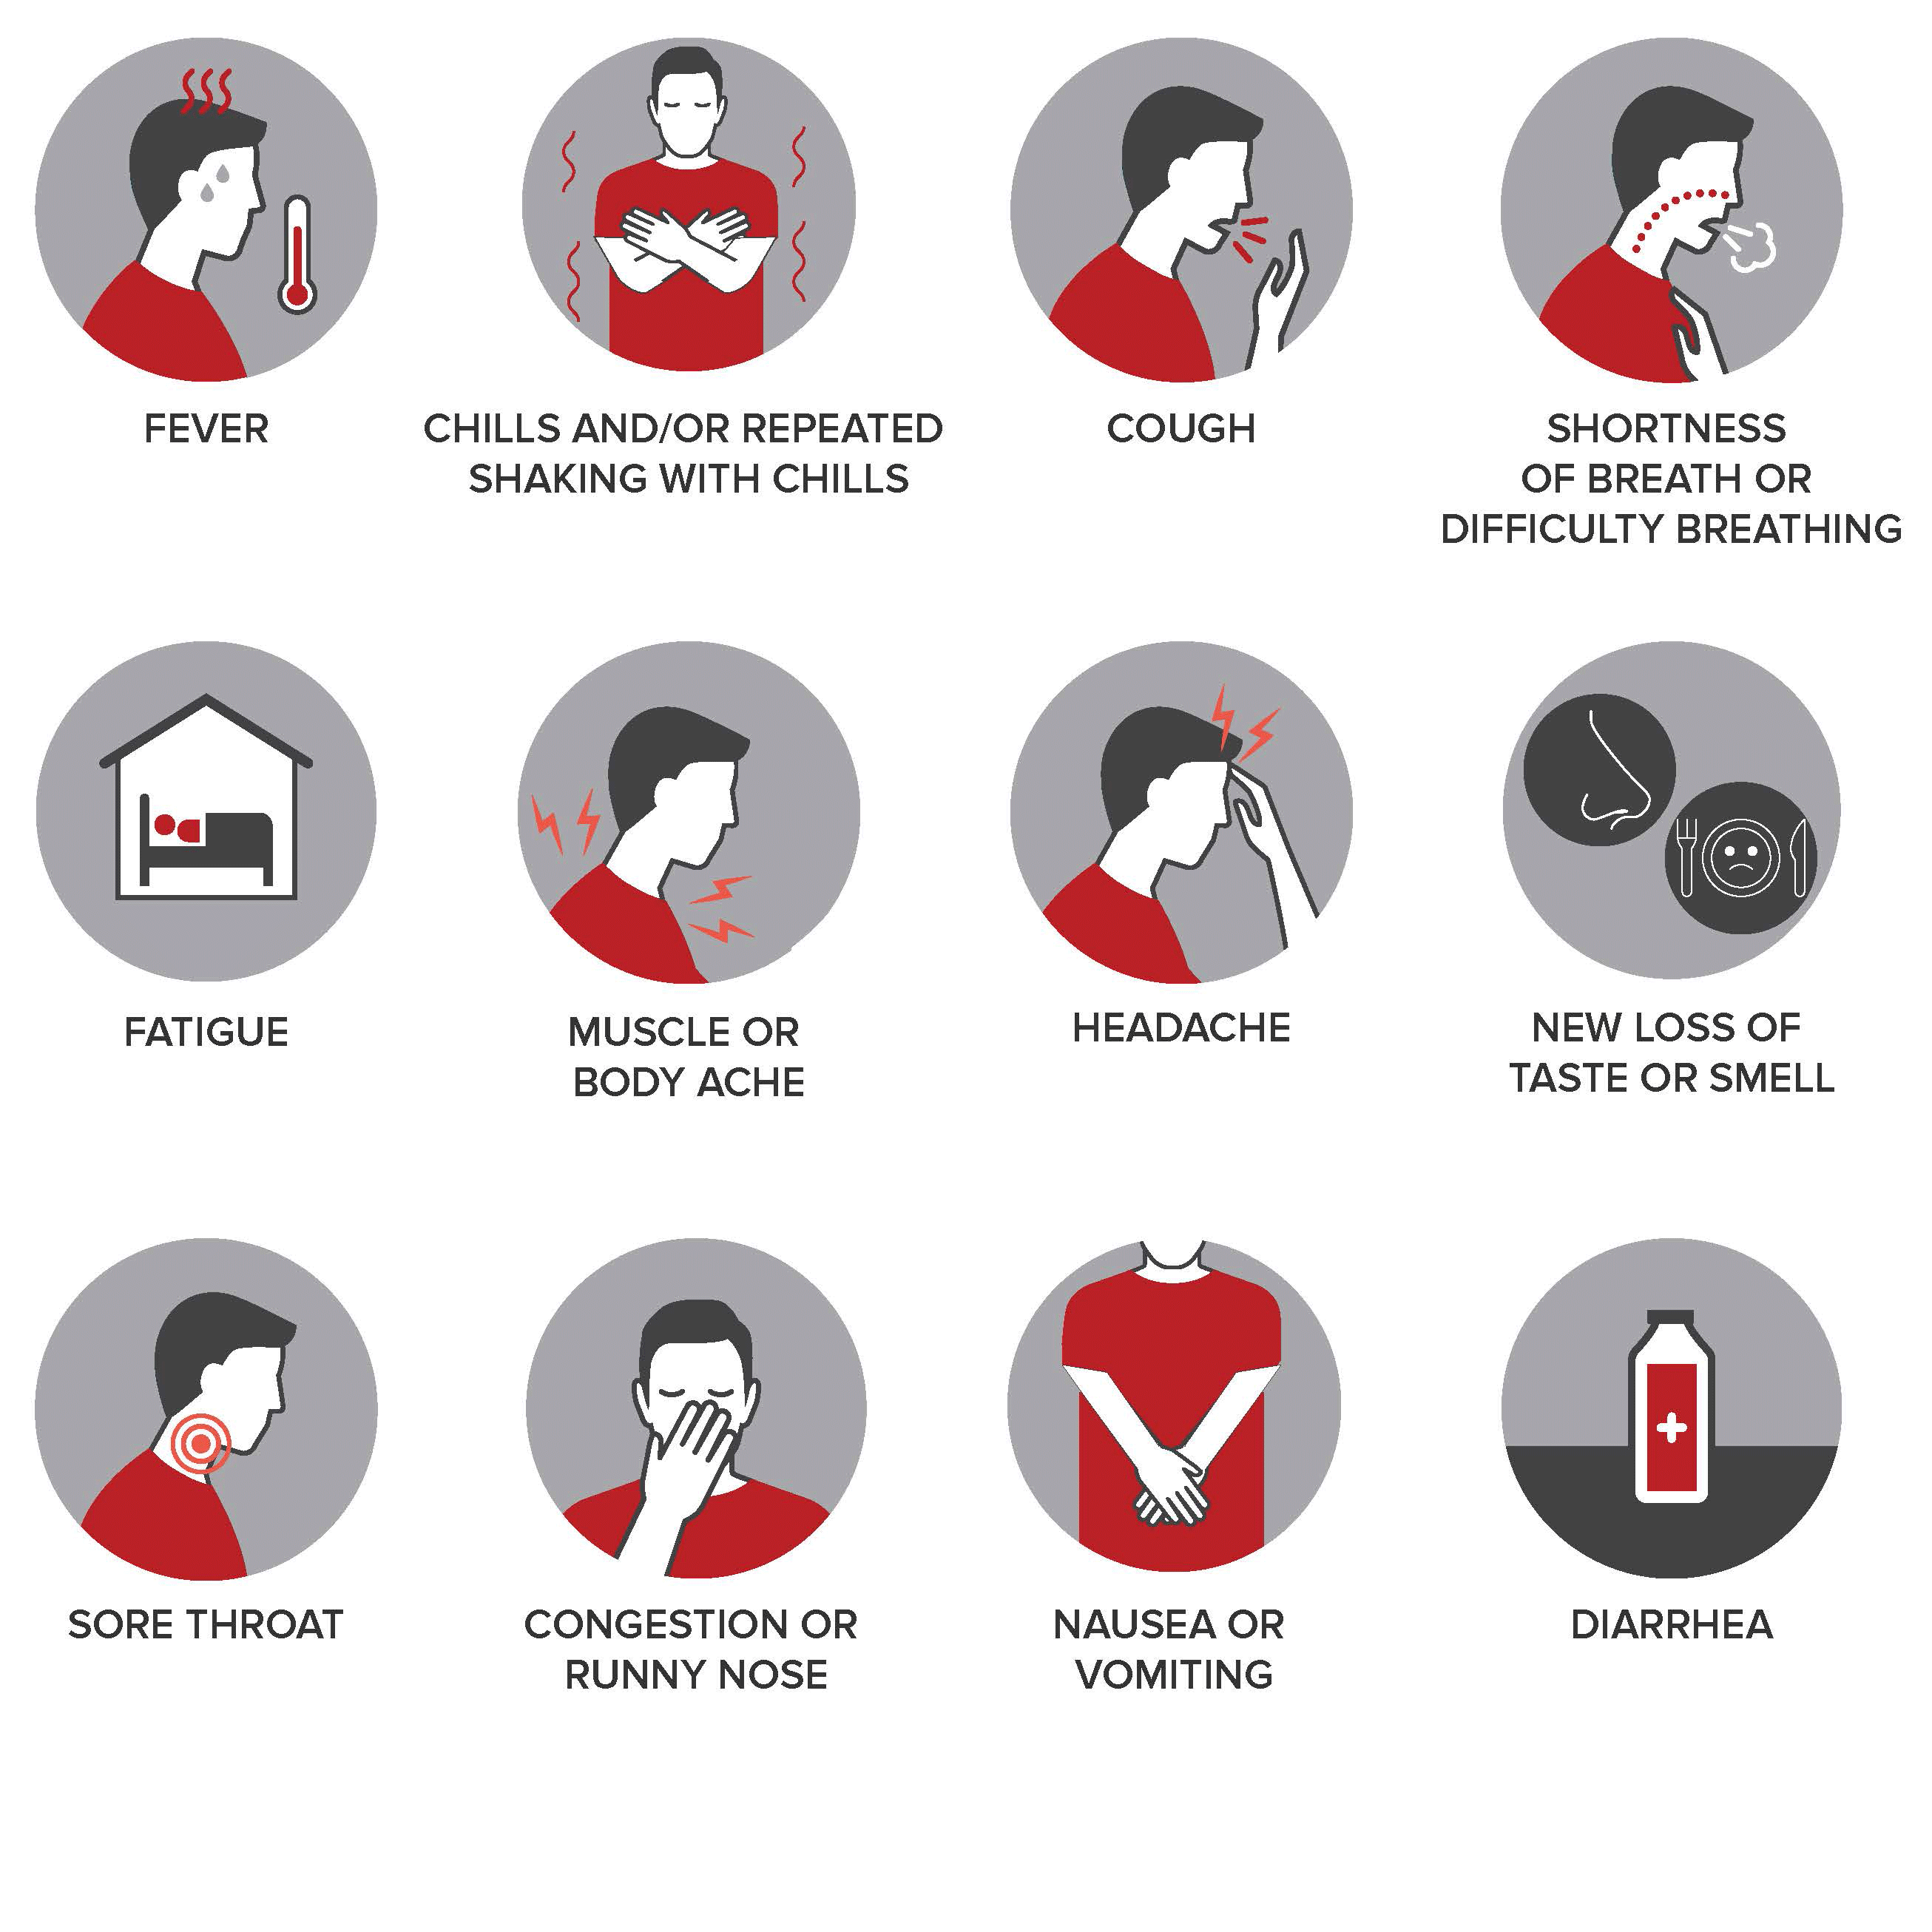 FEVER
CHILLS AND/OR REPEATED
SHAKING WITH CHILLS
COUGH
SHORTNESS
OF BREATH OR
DIFFICULTY BREATHING
FATIGUE
MUSCLE OR
BODY ACHE
HEADACHE
NEW LOSS OF
TASTE OR SMELL
SORE THROAT
CONGESTION OR
RUNNY NOSE
NAUSEA OR
VOMITING
DIARRHEA